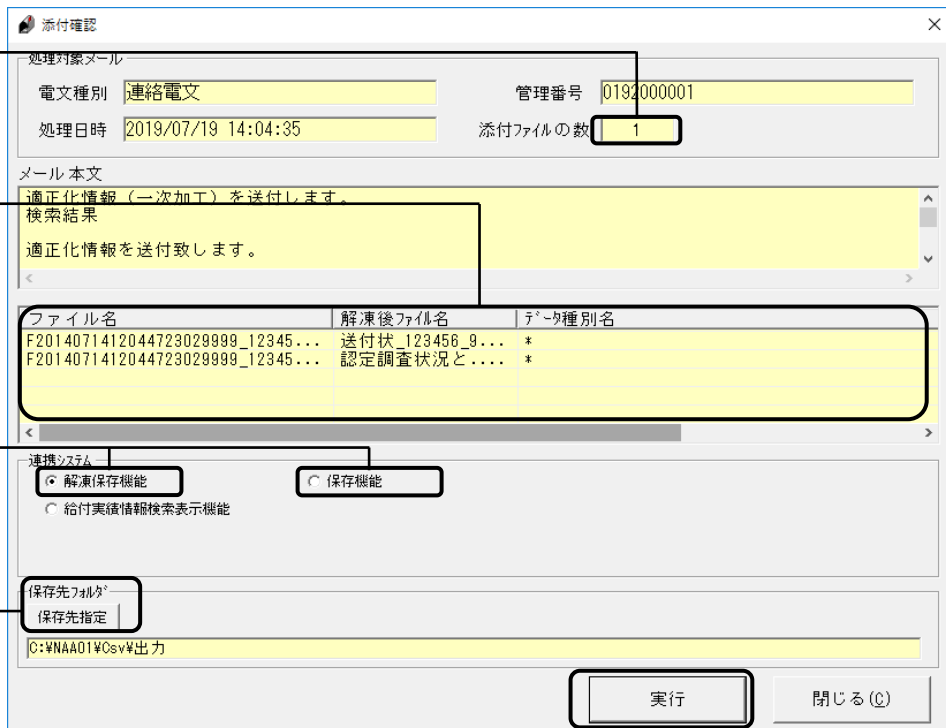 添付確認
処理対象メール
電文種別 連絡電文 管理番号 0192000001
処理日時 2019/07/19 14:04:35 添付ファイルの数 1
メール本文
適正化情報（一次加工）を送付します。
検索結果
適正化情報を送付致します。
ファイル名 解凍後ファイル名 データ種別名
F2014071412044723029999_12345... 送付状_123456_9... *
F2014071412044723029999_12345... 認定調査状況と.... *
連携システム
解凍保存機能 保存機能
給付実績情報検索表示機能
保存先フォルダ
保存先指定
C:¥NAA01¥Csv¥出力
実行 閉じる(C)